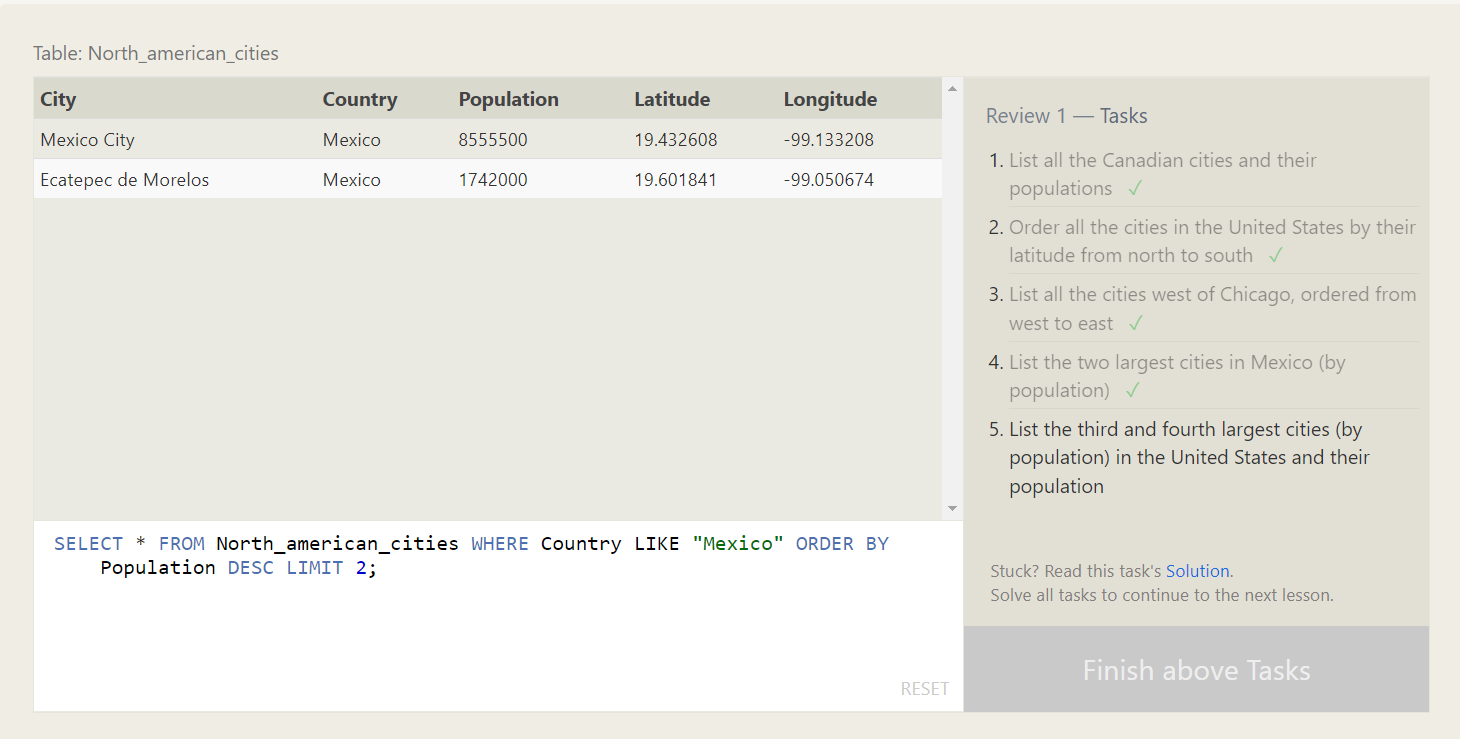 Table: North_american_cities
City Country Population Latitude Longitude
Mexico City Mexico 8555500 19.432608 -99.133208
Ecatepec de Morelos Mexico 1742000 19.601841 -99.050674
SELECT * FROM North_american_cities WHERE Country LIKE "Mexico" ORDER BY
Population DESC LIMIT 2;
RESET
Review 1 — Tasks
1. List all the Canadian cities and their
populations ✓
2. Order all the cities in the United States by their
latitude from north to south ✓
3. List all the cities west of Chicago, ordered from
west to east ✓
4. List the two largest cities in Mexico (by
population) ✓
5. List the third and fourth largest cities (by
population) in the United States and their
population
Stuck? Read this task's Solution.
Solve all tasks to continue to the next lesson.
Finish above Tasks